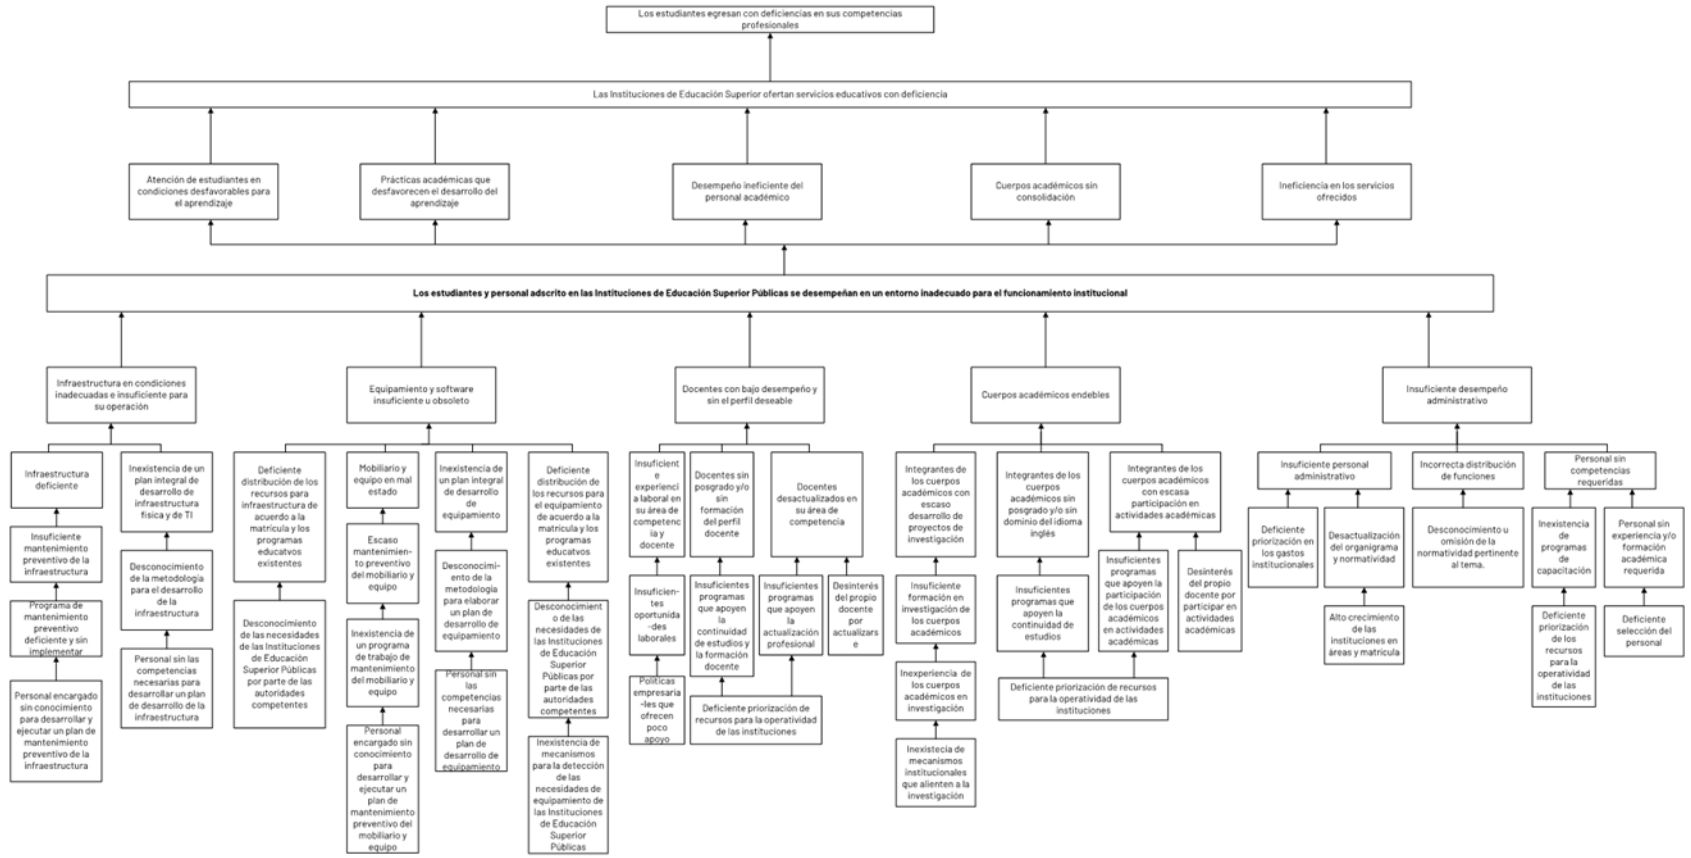 Los estudiantes egresan con deficiencias en sus competencias
profesionales
Las Instituciones de Educación Superior ofertan servicios educativos con deficiencia
Atención de estudiantes en
condiciones desfavorables para
el aprendizaje
Prácticas académicas que
desfavorecen el desarrollo del
aprendizaje
Desempeño ineficiente del
personal académico
Cuerpos académicos sin
consolidación
Ineficiencia en los servicios
ofrecidos
Los estudiantes y personal adscrito en las Instituciones de Educación Superior Públicas se desempeñan en un entorno inadecuado para el funcionamiento institucional
Infraestructura en condiciones
inadecuadas e insuficiente para
su operación
Equipamiento y software
insuficiente u obsoleto
Docentes con bajo desempeño y
sin el perfil deseable
Cuerpos académicos endebles
Insuficiente desempeño
administrativo
Infraestructura
deficiente
Insuficiente
mantenimiento
preventivo de la
infraestructura
Programa de
mantenimiento
preventivo
deficiente y sin
implementar
Personal encargado
sin conocimiento
para desarrollar y
ejecutar un plan de
mantenimiento
preventivo de la
infraestructura
Inexistencia de un
plan integral de
desarrollo de
infraestructura
física y de TI
Desconocimiento
de la metodología
para el desarrollo
de la
infraestructura
Personal sin las
competencias
necesarias para
desarrollar un plan
de desarrollo de la
infraestructura
Deficiente
distribución de los
recursos para
infraestructura de
acuerdo a la
matrícula y los
programas
educatvos
existentes
Desconocimiento
de las necesidades
de las Instituciones
de Educación
Superior Públicas
por parte de las
autoridades
competentes
Mobiliario y
equipo en mal
estado
Escaso
mantenimien-
to preventivo
del mobiliario y
equipo
Inexistencia de
un programa
de trabajo de
mantenimiento
del mobiliario y
equipo
Personal
encargado sin
conocimiento
para
desarrollar y
ejecutar un
plan de
mantenimiento
preventivo del
mobiliario y
equipo
Inexistencia de
un plan integral
de desarrollo
de
equipamiento
Desconocimi-
ento de la
metodología
para elaborar
un plan de
desarrollo de
equipamiento
Personal sin
las
competencias
necesarias
para
desarrollar un
plan de
desarrollo de
equipamiento
Deficiente
distribución de
los recursos para
el equipamiento
de acuerdo a la
matrícula y los
programas
educatvos
existentes
Desconocimient
o de las
necesidades de
las Instituciones
de Educación
Superior
Públicas por
parte de las
autoridades
competentes
Inexistencia de
mecanismos
para la detección
de las
necesidades de
equipamiento de
las Instituciones
de Educación
Superior
Públicas
Insuficient
e
experienci
a laboral en
su área de
competenc
ia y
docente
Insuficien-
tes
oportunida
-des
laborales
Políticas
empresaria
-les que
ofrecen
poco
apoyo
Docentes sin
posgrado y/o
sin
formación
del perfil
docente
Insuficientes
programas
que apoyen
la
continuidad
de estudios y
la formación
docente
Docentes
desactualizados en
su área de
competencia
Insuficientes
programas
que apoyen
la
actualización
profesional
Desinterés
del propio
docente
por
actualizars
e
Deficiente priorización de
recursos para la operatividad
de las instituciones
Integrantes de
los cuerpos
académicos con
escaso
desarrollo de
proyectos de
investigación
Insuficiente
formación en
investigación de
los cuerpos
académicos
Inexperiencia de
los cuerpos
académicos en
investigación
Inexistecia de
mecanismos
institucionales
que alienten a la
investigación
Integrantes de los
cuerpos
académicos sin
posgrado y/o sin
dominio del idioma
inglés
Insuficientes
programas que
apoyen la
continuidad de
estudios
Integrantes de los
cuerpos académicos
con escasa
participación en
actividades académicas
Insuficientes
programas
que apoyen la
participación
de los cuerpos
académicos
en actividades
académicas
Desinterés
del propio
docente por
participar en
actividades
académicas
Deficiente priorización de recursos
para la operatividad de las
instituciones
Insuficiente personal
administrativo
Deficiente
priorización en
los gastos
institucionales
Desactualización
del organigrama
y normatividad
Alto crecimiento
de las
instituciones en
áreas y matrícula
Incorrecta distribución
de funciones
Desconocimiento u
omisión de la
normatividad pertinente
al tema.
Personal sin
competencias
requeridas
Inexistencia
de
programas
de
capacitación
Deficiente
priorización
de los
recursos
para la
operatividad
de las
instituciones
Personal sin
experiencia y/o
formación
académica
requerida
Deficiente
selección del
personal